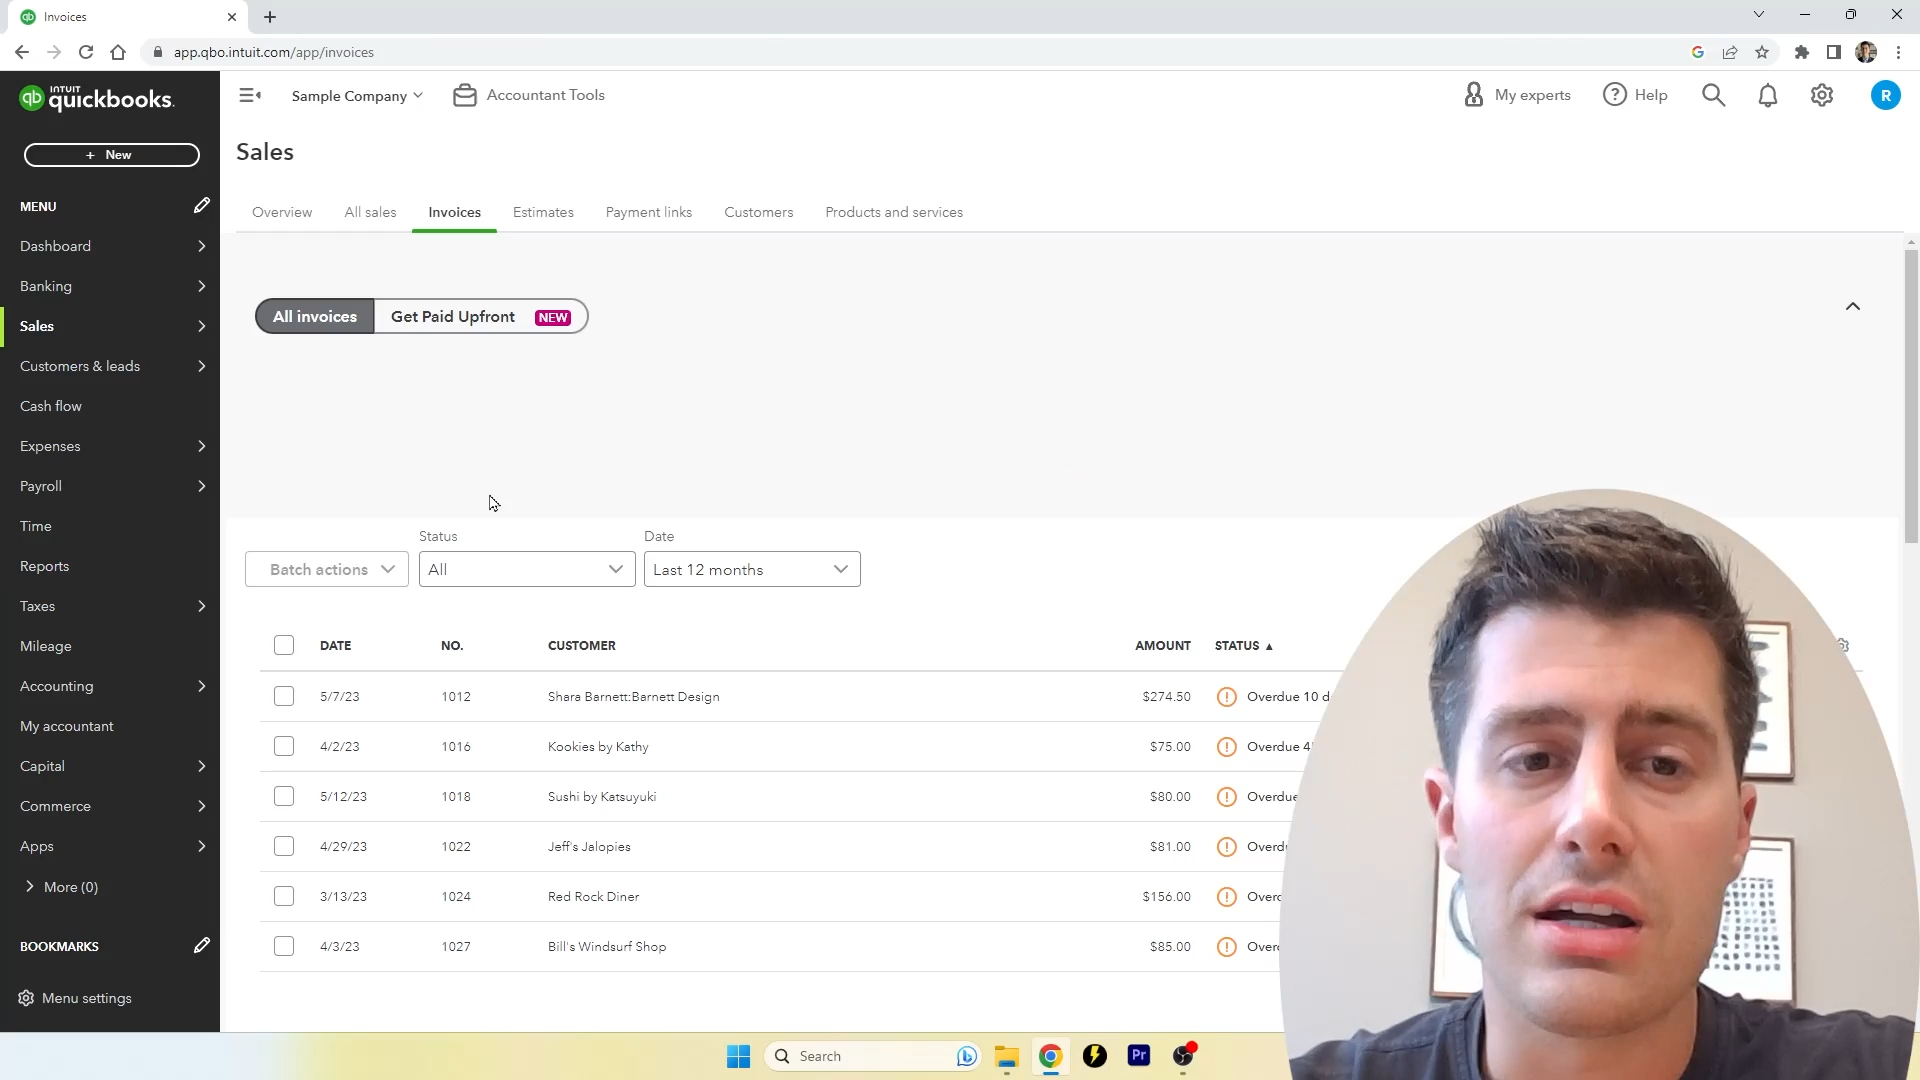 Invoices
app.qbo.intuit.com/app/invoices
INTUIT
quickbooks.
Sample Company
Accountant Tools
My experts
Help
R
+ New
Sales
MENU
Dashboard
Banking
Sales
Customers & leads
Cash flow
Expenses
Payroll
Time
Reports
Taxes
Mileage
Accounting
My accountant
Capital
Commerce
Apps
More (0)
BOOKMARKS
Menu settings
Overview All sales Invoices Estimates Payment links Customers Products and services
All invoices Get Paid Upfront NEW
Status Date
Batch actions All Last 12 months
DATE NO. CUSTOMER AMOUNT STATUS ▲
5/7/23 1012 Shara Barnett:Barnett Design $274.50 Overdue 10 d
4/2/23 1016 Kookies by Kathy $75.00 Overdue 4
5/12/23 1018 Sushi by Katsuyuki $80.00 Overdue
4/29/23 1022 Jeff's Jalopies $81.00 Overd
3/13/23 1024 Red Rock Diner $156.00 Overd
4/3/23 1027 Bill's Windsurf Shop $85.00 Overd
Search
Pr